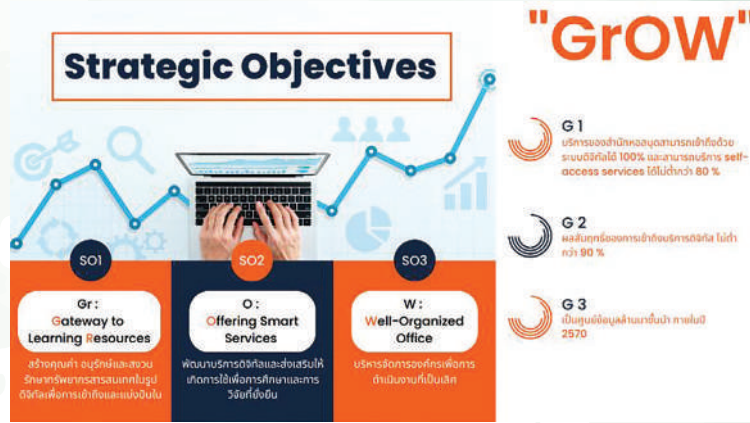 Strategic Objectives
SO1
Gr :
Gateway to
Learning Resources
สร้างคุณค่า อนุรักษ์และสงวน
รักษาทรัพยากรสารสนเทศในรูป
ดิจิทัลเพื่อการเข้าถึงและแบ่งปันใน
SO2
O :
Offering Smart
Services
พัฒนาบริการดิจิทัลและส่งเสริมให้
เกิดการใช้เพื่อการศึกษาและการ
วิจัยที่ยั่งยืน
SO3
W :
Well-Organized
Office
บริหารจัดการองค์กรเพื่อการ
ดำเนินงานที่เป็นเลิศ
"GrOW"
G 1
บริการของสำนักหอสมุดสามารถเข้าถึงด้วย
ระบบดิจิทัลได้ 100% และสามารถบริการ self-
access services ได้ไม่ต่ำกว่า 80 %
G 2
ผลสัมฤทธิ์ของการเข้าถึงบริการดิจิทัล ไม่ต่ำ
กว่า 90 %
G 3
เป็นศูนย์ข้อมูลล้านนาชั้นนำ ภายในปี
2570